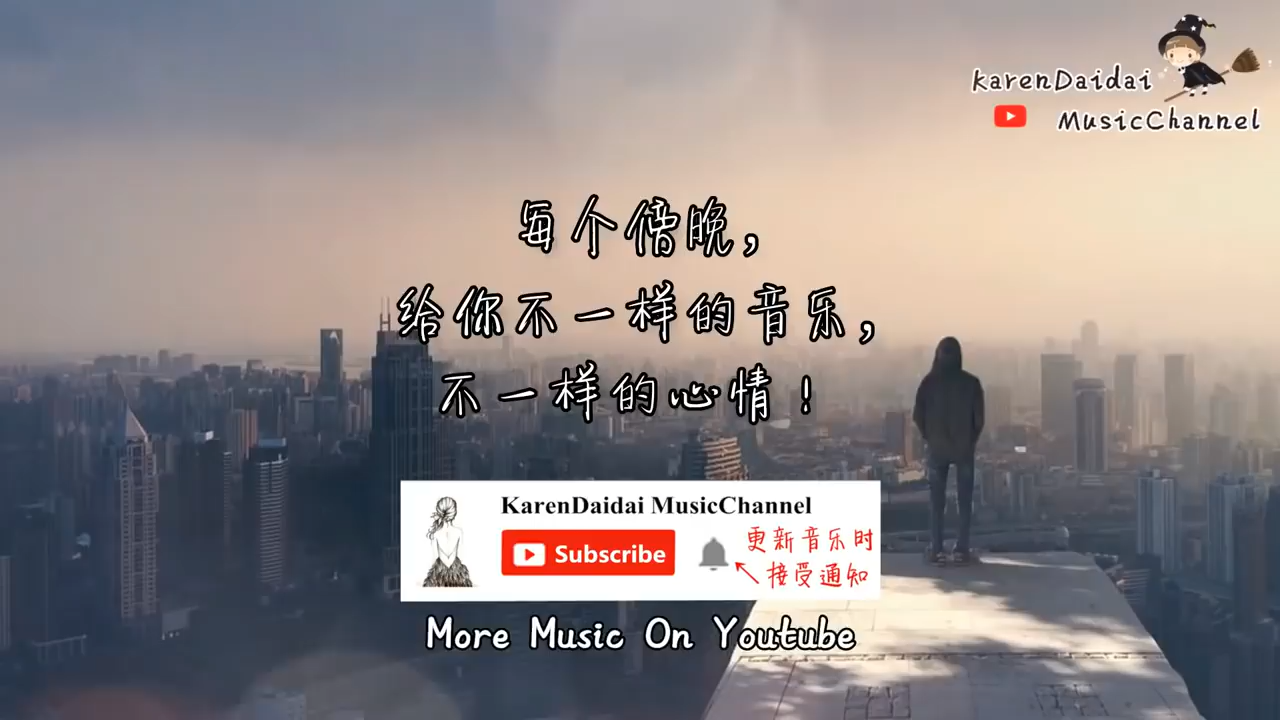 karenDaidai
MusicChannel
每个傍晚，
给你不一样的音乐，
不一样的心情！
KarenDaidai MusicChannel
Subscribe
更新音乐时
接受通知
More Music On Youtube